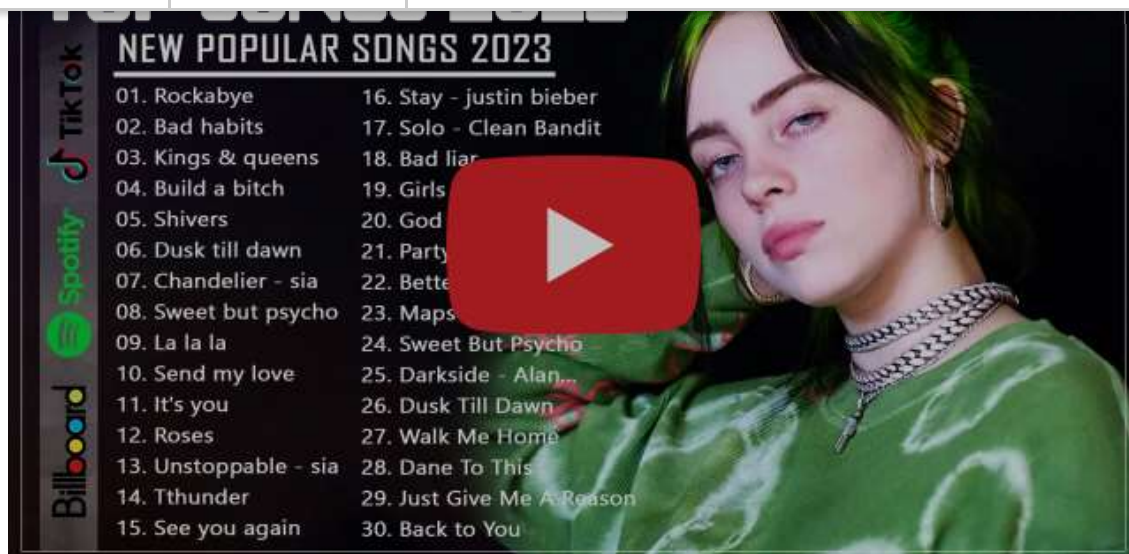 NEW POPULAR SONGS 2023
01. Rockabye
02. Bad habits
03. Kings & queens
04. Build a bitch
05. Shivers
06. Dusk till dawn
07. Chandelier - sia
08. Sweet but psycho
09. La la la
10. Send my love
11. It's you
12. Roses
13. Unstoppable - sia
14. Tthunder
15. See you again
16. Stay - justin bieber
17. Solo - Clean Bandit
18. Bad liar
19. Girls
20. God
21. Party
22.
23. Maps
24. Sweet But Psycho
25. Darkside - Alan...
26. Dusk Till Dawn
27. Walk Me Home
28. Dane To This
29. Just Give Me A Reason
30. Back to You
TikTok
Spotify
Billboard